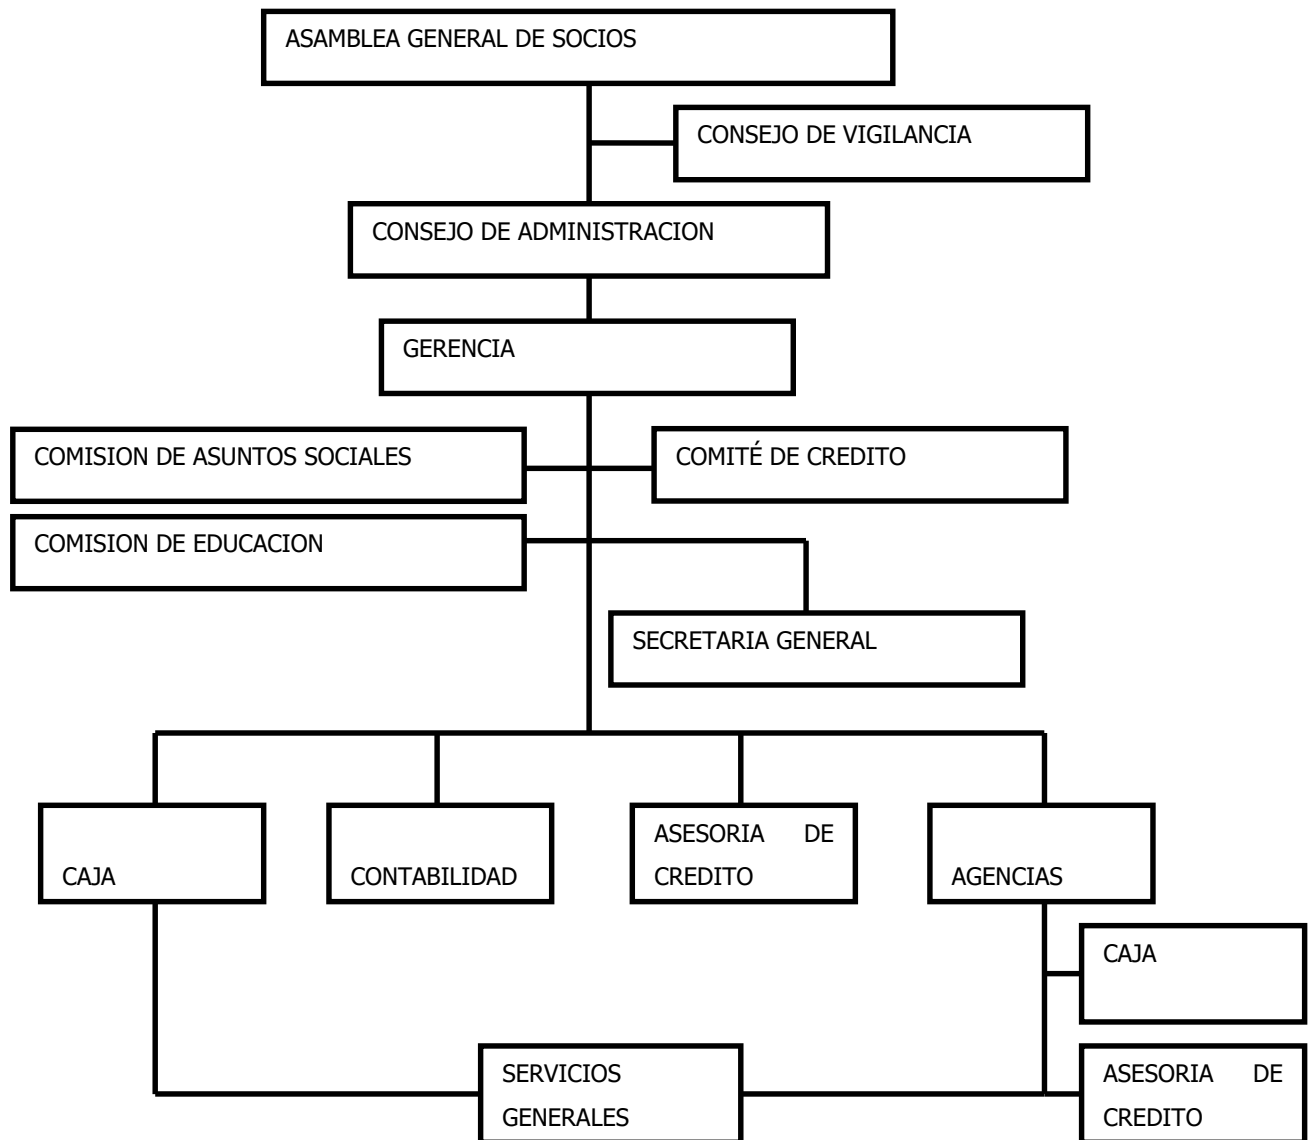 ASAMBLEA GENERAL DE SOCIOS
CONSEJO DE VIGILANCIA
CONSEJO DE ADMINISTRACION
GERENCIA
COMISION DE ASUNTOS SOCIALES
COMITÉ DE CREDITO
COMISION DE EDUCACION
SECRETARIA GENERAL
CAJA
CONTABILIDAD
ASESORIA DE
CREDITO
AGENCIAS
CAJA
SERVICIOS
GENERALES
ASESORIA DE
CREDITO